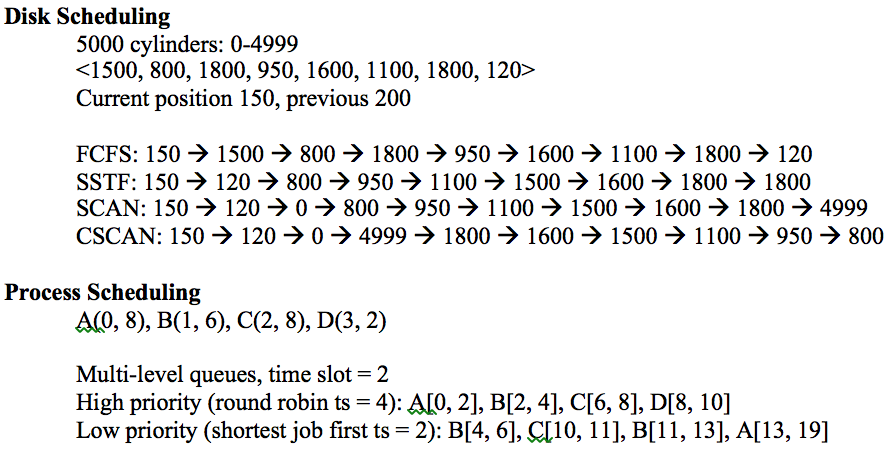 Disk Scheduling
5000 cylinders: 0-4999
<1500, 800, 1800, 950, 1600, 1100, 1800, 120>
Current position 150, previous 200
FCFS: 150 → 1500 → 800 → 1800 → 950 → 1600 → 1100 → 1800 → 120
SSTF: 150 → 120 → 800 → 950 → 1100 → 1500 → 1600 → 1800 → 1800
SCAN: 150 → 120 → 0 → 800 → 950 → 1100 → 1500 → 1600 → 1800 → 4999
CSCAN: 150 → 120 → 0 → 4999 → 1800 → 1600 → 1500 → 1100 → 950 → 800
Process Scheduling
A(0, 8), B(1, 6), C(2, 8), D(3, 2)
Multi-level queues, time slot = 2
High priority (round robin ts = 4): A[0, 2], B[2, 4], C[6, 8], D[8, 10]
Low priority (shortest job first ts = 2): B[4, 6], C[10, 11], B[11, 13], A[13, 19]